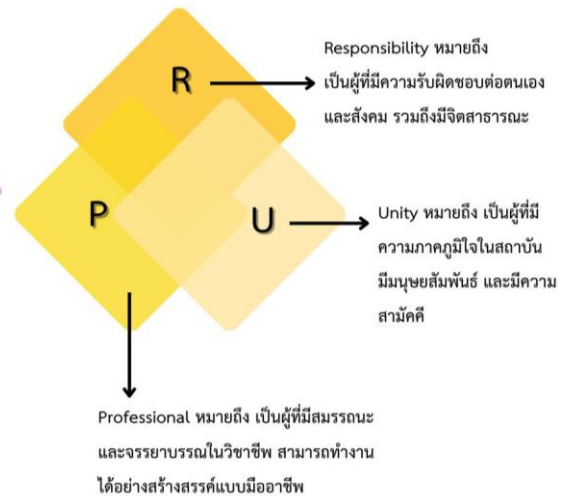 R
Responsibility หมายถึง
เป็นผู้ที่มีความรับผิดชอบต่อตนเอง
และสังคม รวมถึงมีจิตสาธารณะ
P
U
Unity หมายถึง เป็นผู้ที่มี
ความภาคภูมิใจในสถาบัน
มีมนุษยสัมพันธ์ และมีความ
สามัคคี
Professional หมายถึง เป็นผู้ที่มีสมรรถนะ
และจรรยาบรรณในวิชาชีพ สามารถทำงาน
ได้อย่างสร้างสรรค์แบบมืออาชีพ